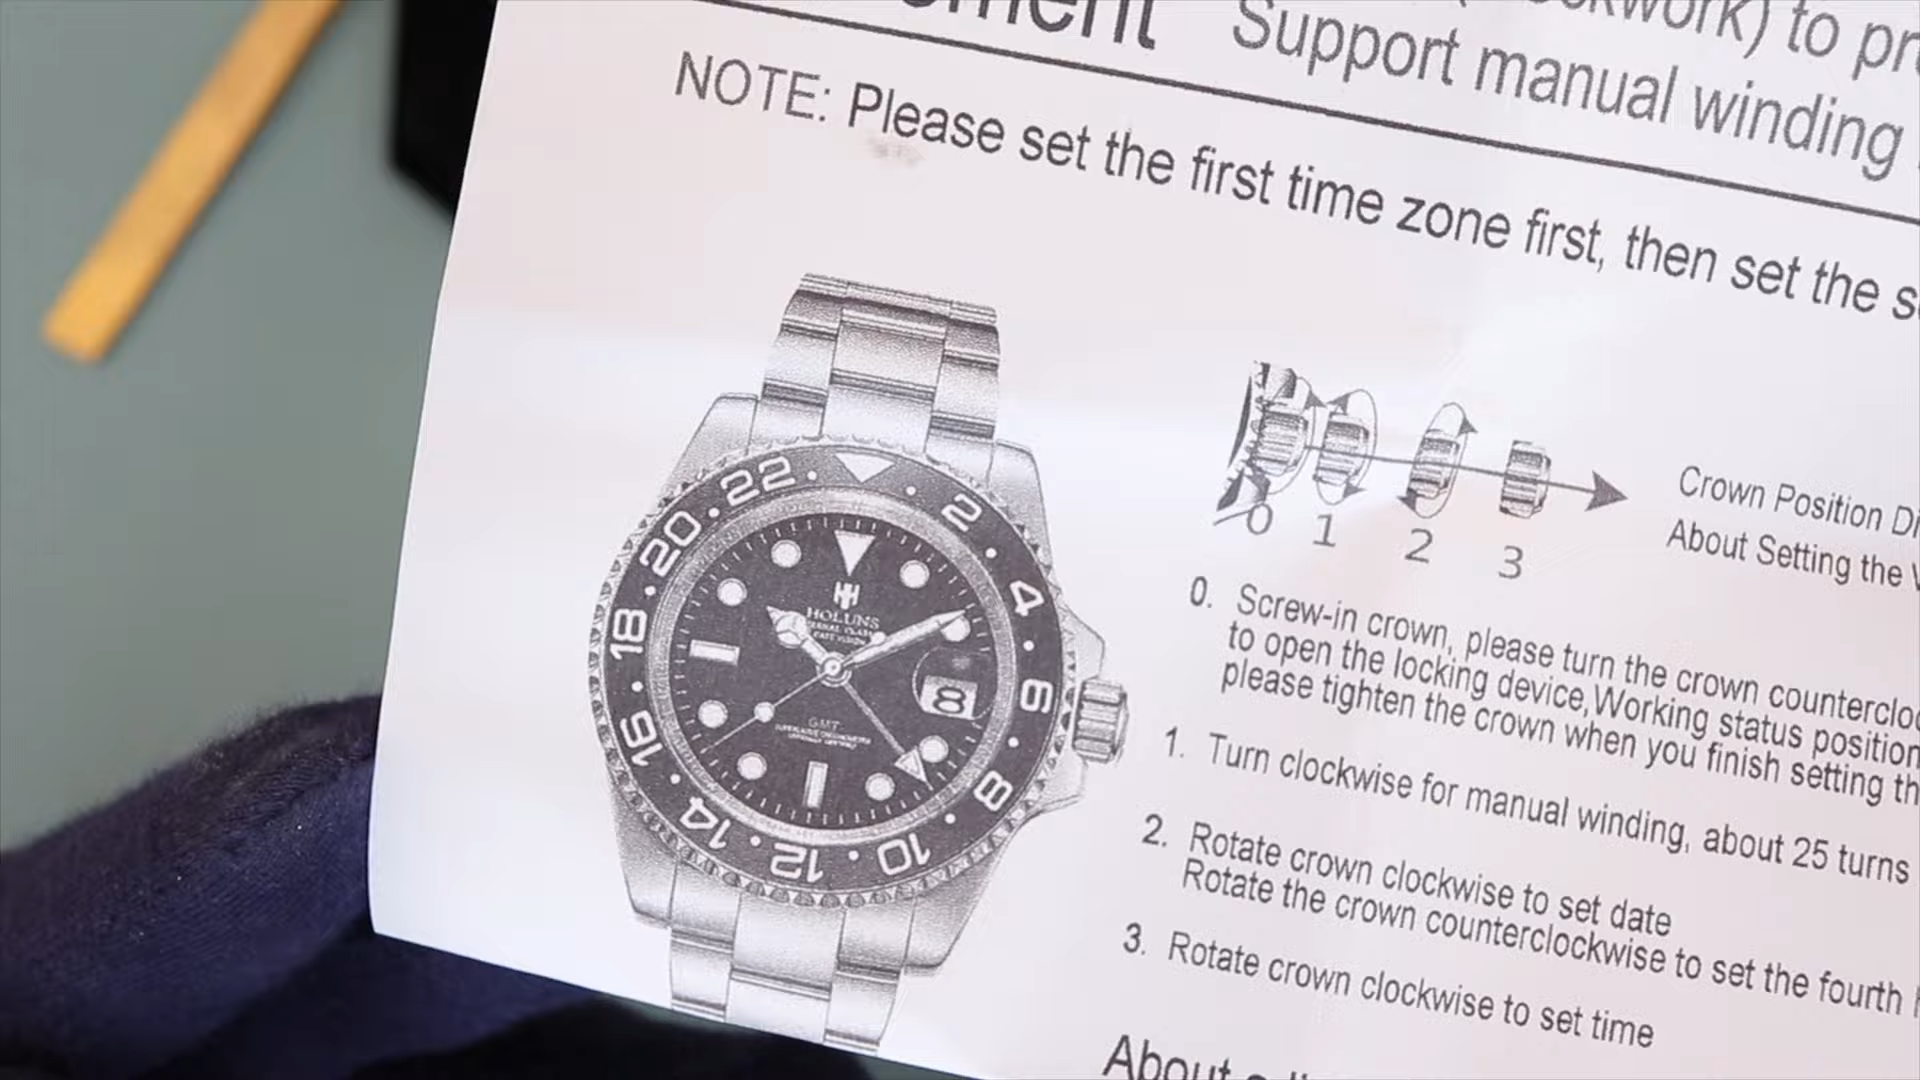 to
Support manual winding
NOTE: Please set the first time zone first, then set the
Crown Position
About Setting the
0 1 2 3
0. Screw-in crown, please turn the crown
to open the locking device,Working status position
please tighten the crown when you finish setting
1. Turn clockwise for manual winding, about 25 turns
2. Rotate crown clockwise to set date
Rotate the crown counterclockwise to set the fourth
3. Rotate crown clockwise to set time
About
22 2 4 6 8 10 12 14 16 18 20
HOLUNS
8
GMT